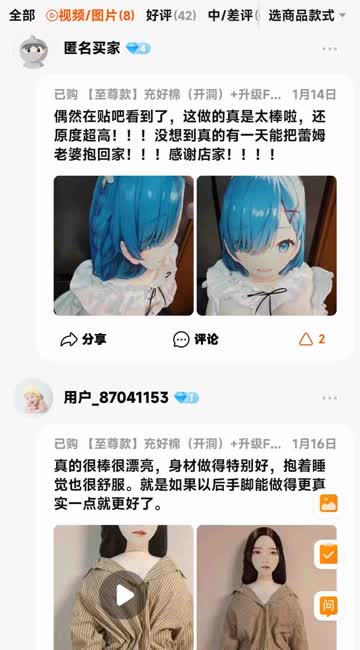 全部 视频/图片(8) 好评(42) 中/差评( 选商品款式
匿名买家 4
已购 【至尊款】充好棉（开洞）+升级F... 1月14日
偶然在贴吧看到了，这做的真是太棒啦，还
原度超高！！！没想到真的有一天能把蕾姆
老婆抱回家！！！感谢店家！！！！
分享 评论 2
用户_87041153 1
已购 【至尊款】充好棉（开洞）+升级F... 1月16日
真的很棒很漂亮，身材做得特别好，抱着睡
觉也很舒服。就是如果以后手脚能做得更真
实一点就更好了。
问